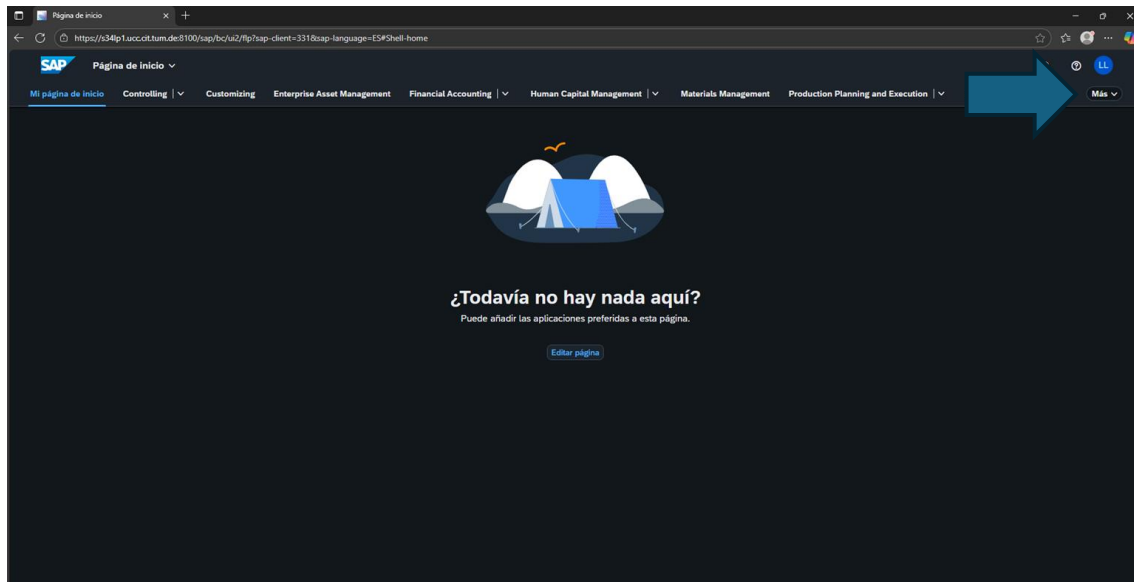 Página de inicio
https://s34lp1.ucc.cit.tum.de:8100/sap/bc/ui2/flp?sap-client=331&sap-language=ES#Shell-home
SAP Página de inicio LL
Mi página de inicio Controlling Customizing Enterprise Asset Management Financial Accounting Human Capital Management Materials Management Production Planning and Execution Más
¿Todavía no hay nada aquí?
Puede añadir las aplicaciones preferidas a esta página.
Editar página